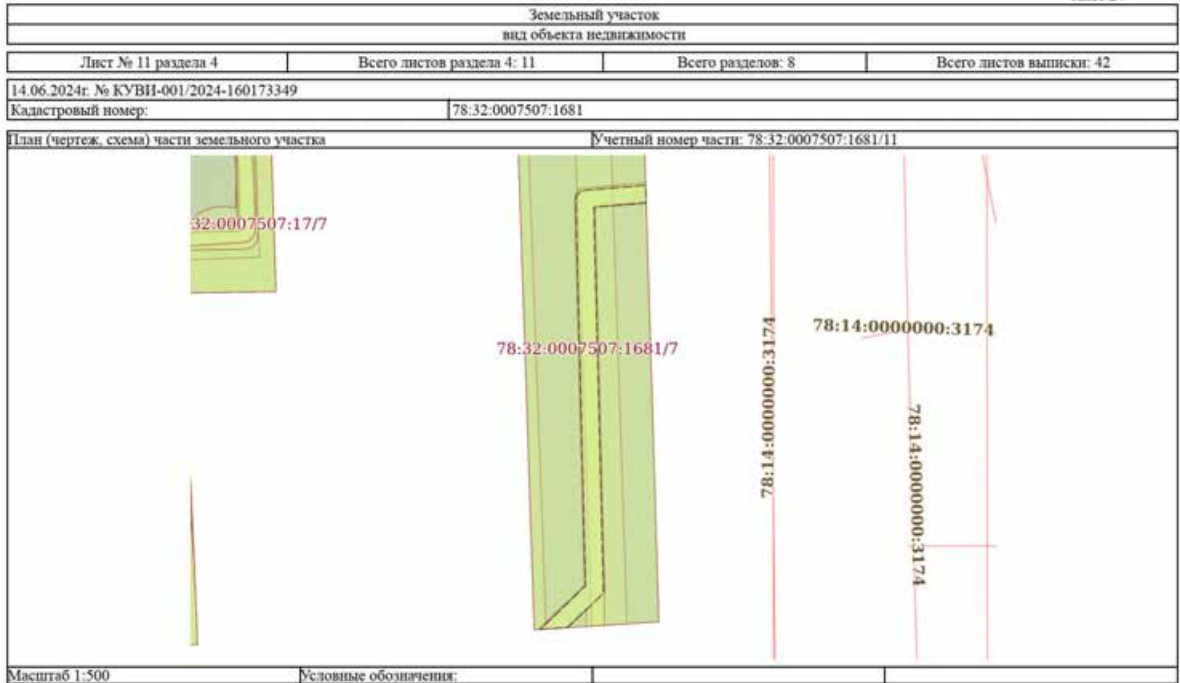 Земельный участок
вид объекта недвижимости
Лист № 11 раздела 4 Всего листов раздела 4: 11 Всего разделов: 8 Всего листов выписки: 42
14.06.2024г. № КУВИ-001/2024-160173349
Кадастровый номер: 78:32:0007507:1681
План (чертеж, схема) части земельного участка Учетный номер части: 78:32:0007507:1681/11
:32:0007507:17/7
78:32:0007507:1681/7
78:14:0000000:3174
78:14:0000000:3174
78:14:0000000:3174
Масштаб 1:500 Условные обозначения: